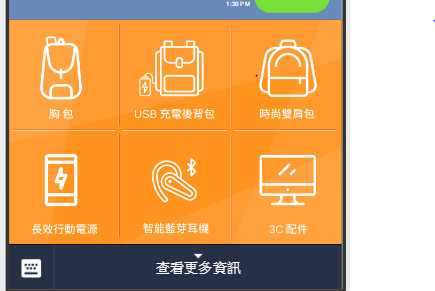 1:30 PM
胸包
USB 充電後背包
時尚雙肩包
長效行動電源
智能藍芽耳機
3C 配件
查看更多資訊